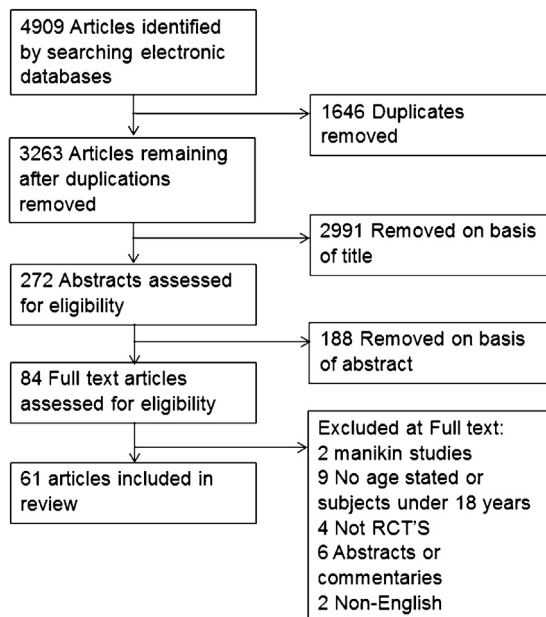 4909 Articles identified
by searching electronic
databases
1646 Duplicates
removed
3263 Articles remaining
after duplications
removed
2991 Removed on basis
of title
272 Abstracts assessed
for eligibility
188 Removed on basis
of abstract
84 Full text articles
assessed for eligibility
Excluded at Full text:
2 manikin studies
9 No age stated or
subjects under 18 years
4 Not RCT'S
6 Abstracts or
commentaries
2 Non-English
61 articles included in
review